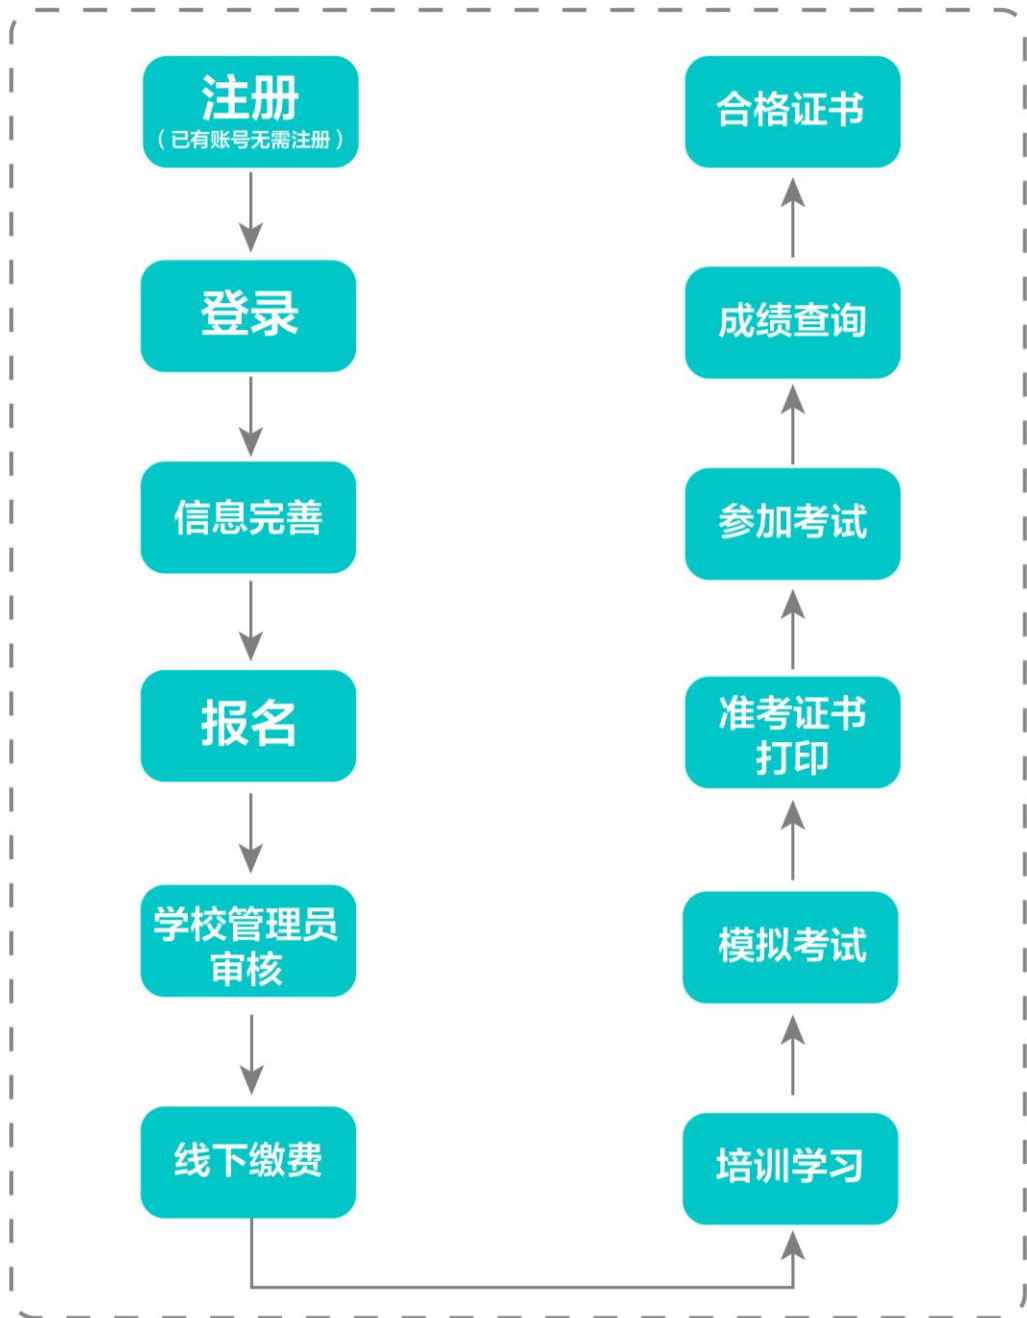 注册
（已有账号无需注册）
登录
信息完善
报名
学校管理员
审核
线下缴费
培训学习
模拟考试
准考证书
打印
参加考试
成绩查询
合格证书